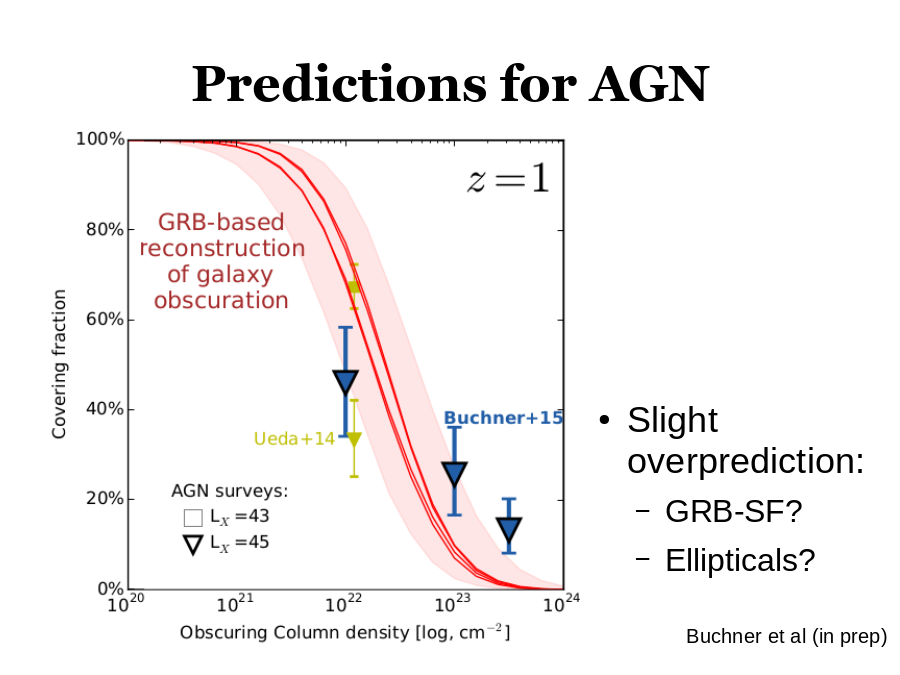 Predictions for AGN
100%
80%
60%
40%
20%
0%
Covering fraction
z=1
GRB-based
reconstruction
of galaxy
obscuration
Ueda+14
Buchner+15
AGN surveys:
L_X =43
L_X =45
10^20
10^21
10^22
10^23
10^24
Obscuring Column density [log, cm^−2]
• Slight
overprediction:
– GRB-SF?
– Ellipticals?
Buchner et al (in prep)